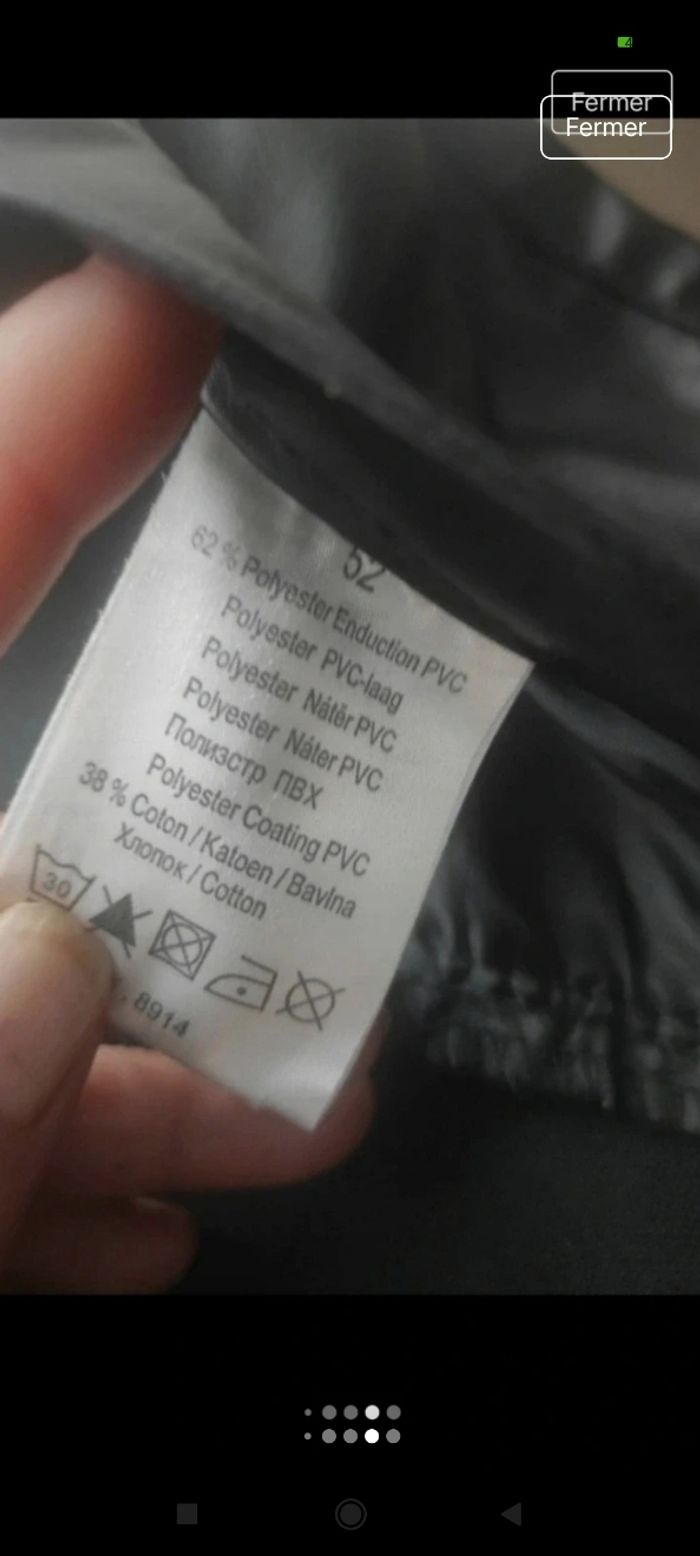 Fermer
Fermer
52
62 % Polyester Enduction PVC
Polyester PVC-laag
Polyester Nátěr PVC
Polyester Náter PVC
Полиэстр ПВХ
Polyester Coating PVC
38 % Coton / Katoen / Bavlna
Хлопок / Cotton
30
8914